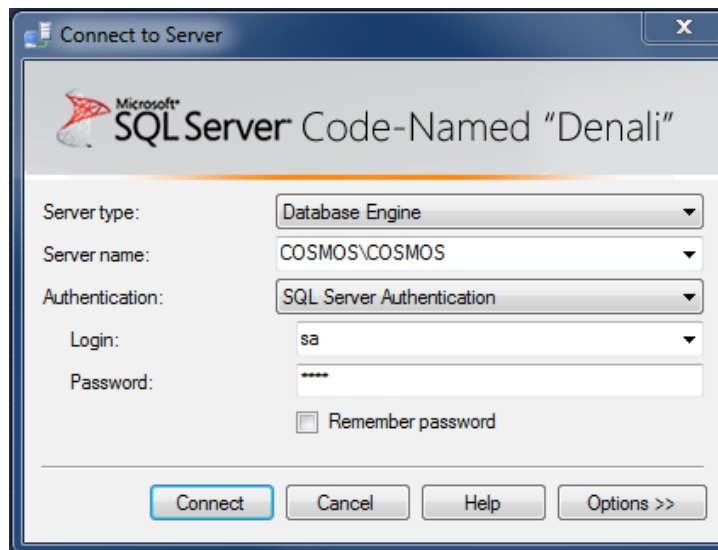 Connect to Server
X
Microsoft®
SQL Server Code-Named "Denali"
Server type: Database Engine
Server name: COSMOS\COSMOS
Authentication: SQL Server Authentication
Login: sa
Password: ****
Remember password
Connect Cancel Help Options >>